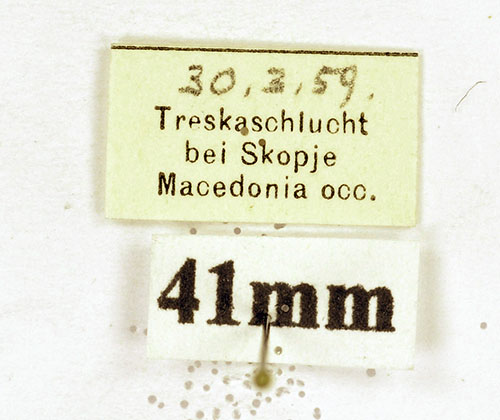 30.3.59.
Treskaschlucht
bei Skopje
Macedonia occ.
41mm